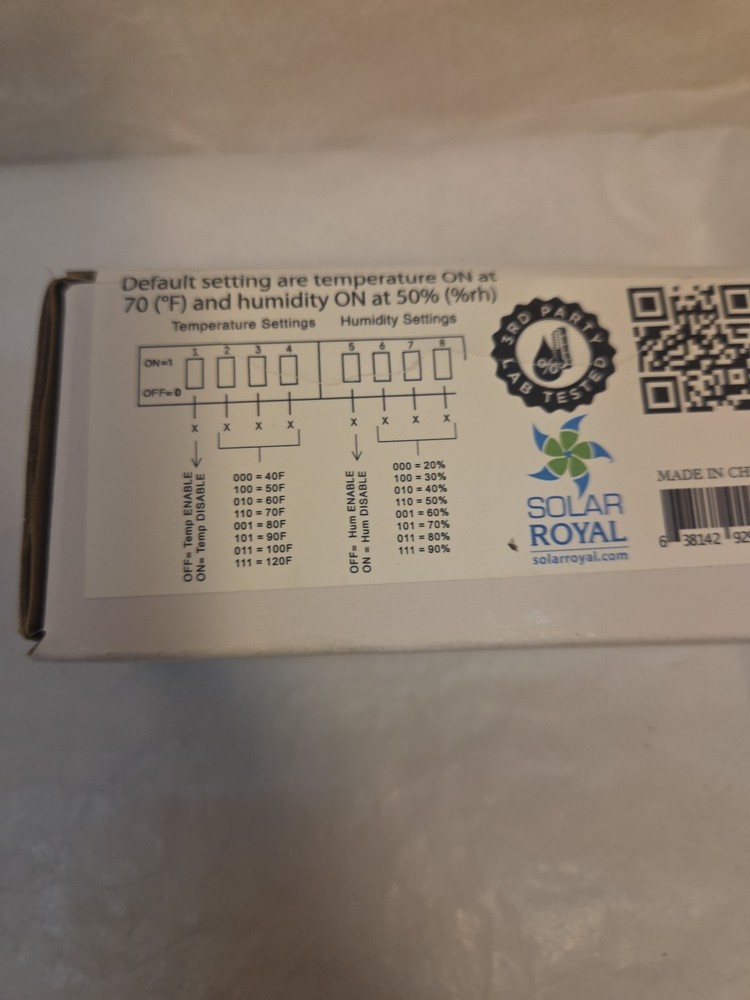 Default setting are temperature ON at
70 (°F) and humidity ON at 50% (%rh)
Temperature Settings Humidity Settings
1 2 3 4 5 6 7 8
ON=1
OFF=0
x x x x x x x x
OFF= Temp ENABLE
ON= Temp DISABLE
000 = 40F
100 = 50F
010 = 60F
110 = 70F
001 = 80F
101 = 90F
011 = 100F
111 = 120F
OFF= Hum ENABLE
ON = Hum DISABLE
000 = 20%
100 = 30%
010 = 40%
110 = 50%
001 = 60%
101 = 70%
011 = 80%
111 = 90%
3RD PARTY
%
LAB TESTED
SOLAR
ROYAL
solarroyal.com
MADE IN CH
6 38142 929